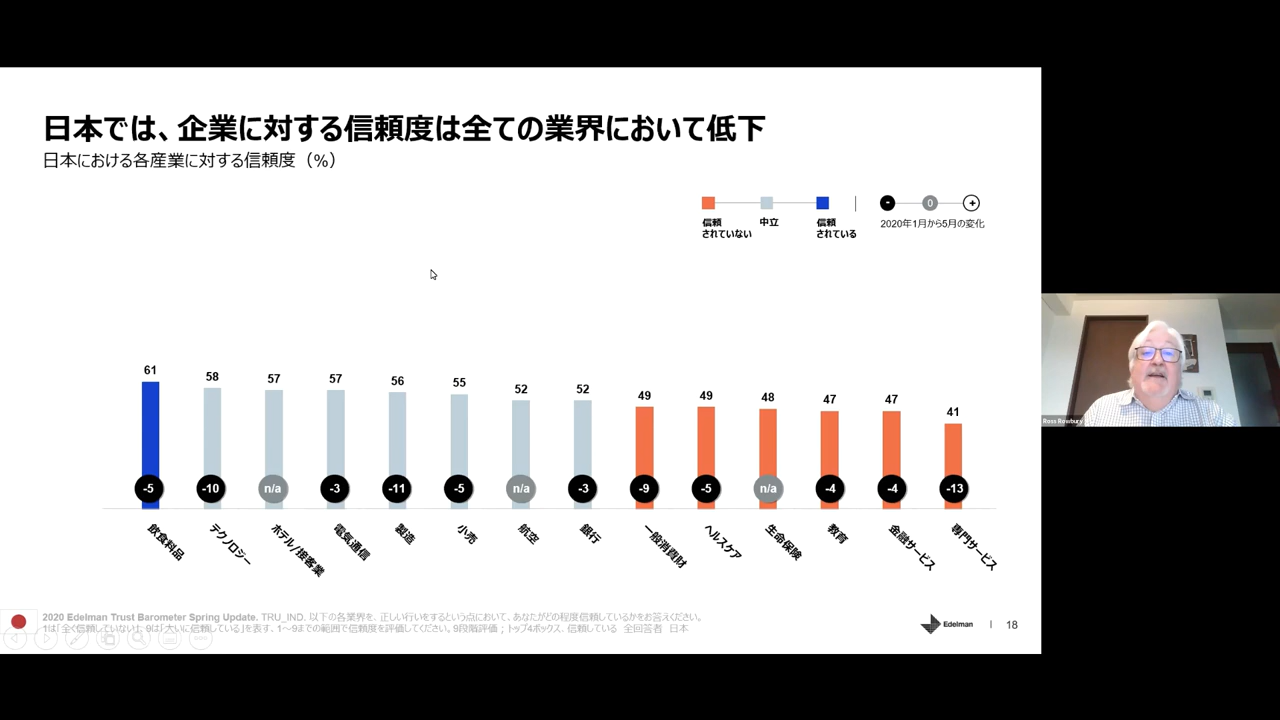 日本では、企業に対する信頼度は全ての業界において低下
日本における各産業に対する信頼度（%）
信頼
されていない
中立
信頼
されている
- 0 +
2020年1月から5月の変化
61 58 57 57 56 55 52 52 49 49 48 47 47 41
-5 -10 n/a -3 -11 -5 n/a -3 -9 -5 n/a -4 -4 -13
飲食料品 テクノロジー ホテル/接客業 電気通信 製造 小売 航空 銀行 一般消費財 ヘルスケア 生命保険 教育 金融サービス 専門サービス
2020 Edelman Trust Barometer Spring Update. TRU_IND. 以下の各業界を、正しい行いをするという点において、あなたがどの程度信頼しているかをお答えください。
1は「全く信頼していない」、9は「大いに信頼している」を表す、1～9までの範囲で信頼度を評価してください。9段階評価；トップ4ボックス、信頼している 全回答者 日本
Edelman
18
Ross Rowbury